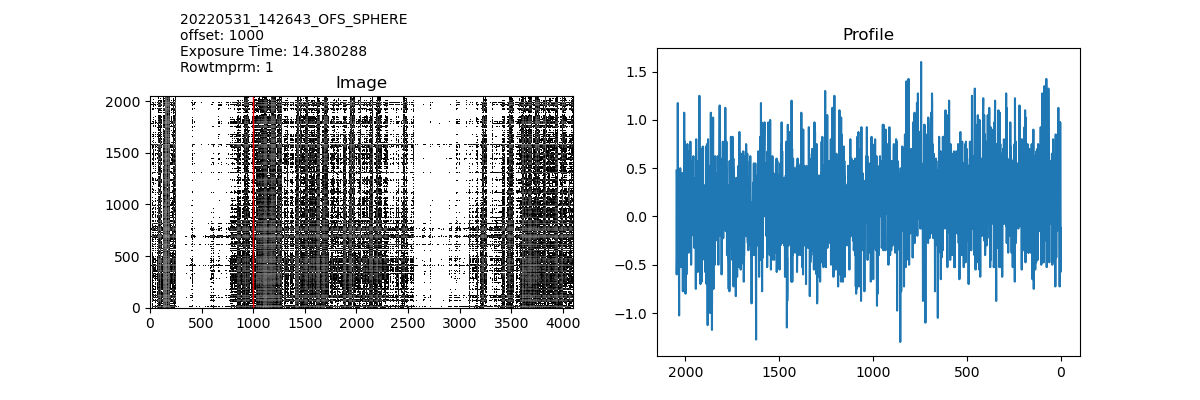 20220531_142643_OFS_SPHERE
offset: 1000
Exposure Time: 14.380288
Rowtmprm: 1
Image
2000
1500
1000
500
0
0 500 1000 1500 2000 2500 3000 3500 4000
Profile
1.5
1.0
0.5
0.0
−0.5
−1.0
2000 1500 1000 500 0